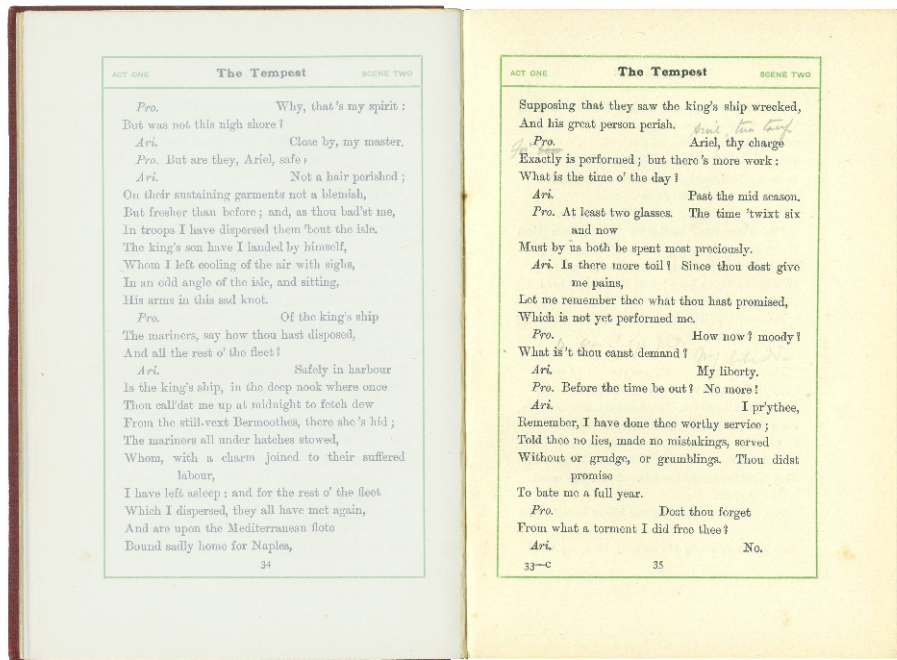 ACT ONE The Tempest SCENE TWO
Pro. Why, that's my spirit :
But was not this nigh shore ?
Ari. Close by, my master.
Pro. But are they, Ariel, safe ?
Ari. Not a hair perished ;
On their sustaining garments not a blemish,
But fresher than before ; and, as thou bad'st me,
In troops I have dispersed them 'bout the isle.
The king's son have I landed by himself,
Whom I left cooling of the air with sighs,
In an odd angle of the isle, and sitting,
His arms in this sad knot.
Pro. Of the king's ship
The mariners, say how thou hast disposed,
And all the rest o' the fleet ?
Ari. Safely in harbour
Is the king's ship, in the deep nook where once
Thou call'dst me up at midnight to fetch dew
From the still-vext Bermoothes, there she's hid ;
The mariners all under hatches stowed,
Whom, with a charm joined to their suffered
labour,
I have left asleep : and for the rest o' the fleet
Which I dispersed, they all have met again,
And are upon the Mediterranean flote
Bound sadly home for Naples,
34
ACT ONE The Tempest SCENE TWO
Supposing that they saw the king's ship wrecked,
And his great person perish.
Pro. Ariel, thy charge
Exactly is performed ; but there's more work :
What is the time o' the day ?
Ari. Past the mid season.
Pro. At least two glasses. The time 'twixt six
and now
Must by us both be spent most preciously.
Ari. Is there more toil ? Since thou dost give
me pains,
Let me remember thee what thou hast promised,
Which is not yet performed me.
Pro. How now ? moody ?
What is't thou canst demand ?
Ari. My liberty.
Pro. Before the time be out ? No more !
Ari. I pr'ythee,
Remember, I have done thee worthy service ;
Told thee no lies, made no mistakings, served
Without or grudge, or grumblings. Thou didst
promise
To bate me a full year.
Pro. Dost thou forget
From what a torment I did free thee ?
Ari. No.
33—C 35